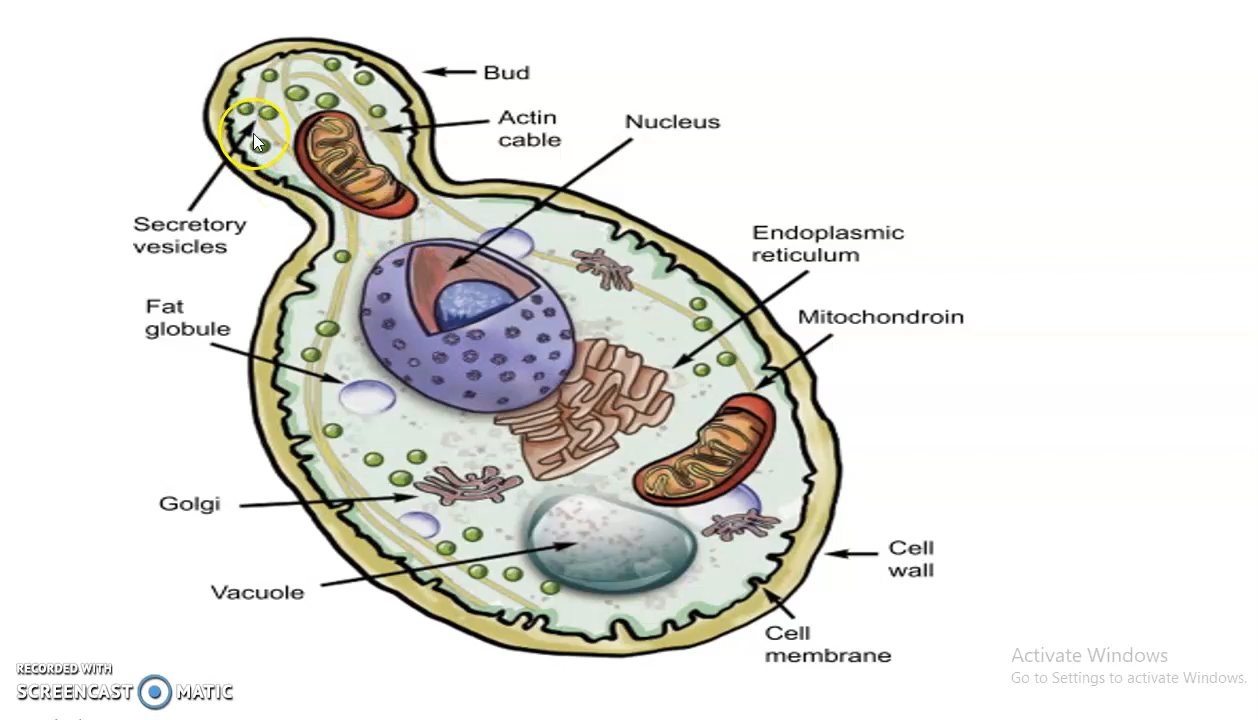 Bud
Actin
cable
Nucleus
Secretory
vesicles
Endoplasmic
reticulum
Fat
globule
Mitochondroin
Golgi
Vacuole
Cell
wall
Cell
membrane
Activate Windows
Go to Settings to activate Windows.
RECORDED WITH
SCREENCAST MATIC